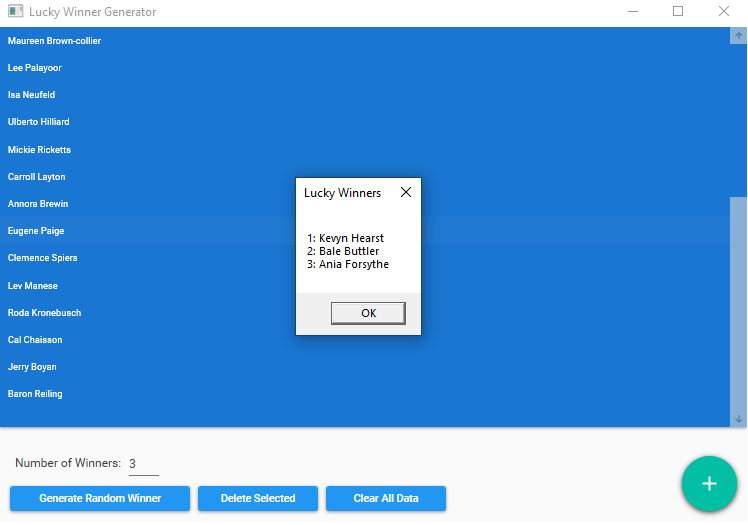 Lucky Winner Generator
Maureen Brown-collier
Lee Palayoor
Isa Neufeld
Ulberto Hilliard
Mickie Ricketts
Carroll Layton
Annora Brewin
Eugene Paige
Clemence Spiers
Lev Manese
Roda Kronebusch
Cal Chaisson
Jerry Boyan
Baron Reiling
Lucky Winners
1: Kevyn Hearst
2: Bale Buttler
3: Ania Forsythe
OK
Number of Winners: 3
Generate Random Winner Delete Selected Clear All Data
+